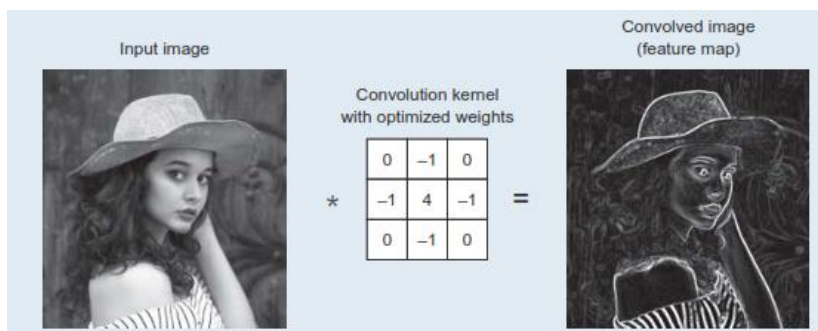 Input image
Convolution kernel
with optimized weights
0 –1 0
–1 4 –1
0 –1 0
*
=
Convolved image
(feature map)